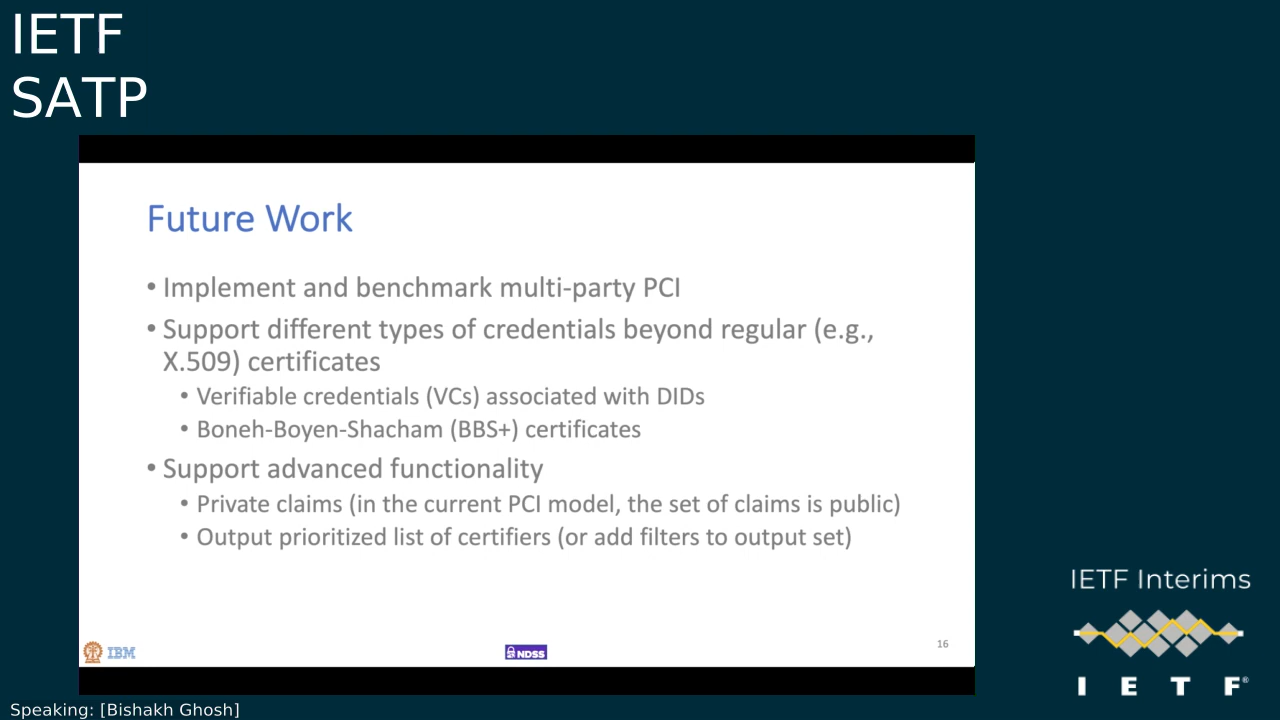 IETF
SATP
Future Work
• Implement and benchmark multi-party PCI
• Support different types of credentials beyond regular (e.g.,
X.509) certificates
• Verifiable credentials (VCs) associated with DIDs
• Boneh-Boyen-Shacham (BBS+) certificates
• Support advanced functionality
• Private claims (in the current PCI model, the set of claims is public)
• Output prioritized list of certifiers (or add filters to output set)
IBM
NDSS
16
IETF Interims
I E T F®
Speaking: [Bishakh Ghosh]